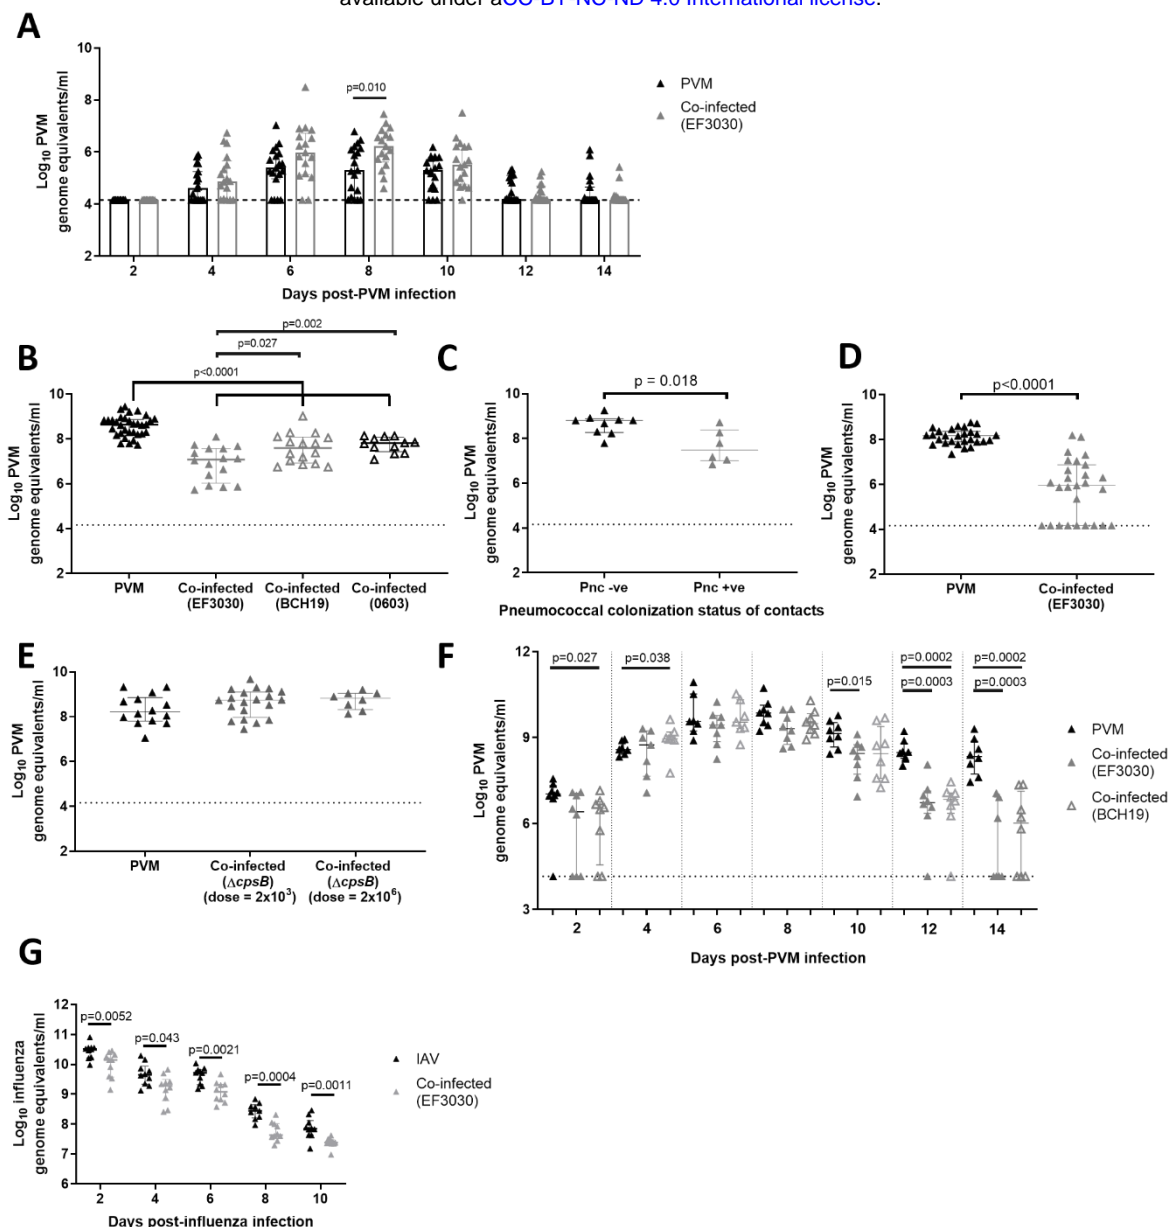 available under aCC-BY-NC-ND 4.0 International license.
A
10
8
6
4
2
Log10 PVM
genome equivalents/ml
p=0.010
PVM
Co-infected
(EF3030)
2 4 6 8 10 12 14
Days post-PVM infection
B
p=0.002
p=0.027
p<0.0001
10
8
6
4
2
Log10 PVM
genome equivalents/ml
PVM
Co-infected
(EF3030)
Co-infected
(BCH19)
Co-infected
(0603)
C
p = 0.018
10
8
6
4
2
Log10 PVM
genome equivalents/ml
Pnc -ve
Pnc +ve
Pneumococcal colonization status of contacts
D
p<0.0001
10
8
6
4
2
Log10 PVM
genome equivalents/ml
PVM
Co-infected
(EF3030)
E
10
8
6
4
2
Log10 PVM
genome equivalents/ml
PVM
Co-infected
(ΔcpsB)
(dose = 2x10³)
Co-infected
(ΔcpsB)
(dose = 2x10⁶)
F
12
9
6
3
Log10 PVM
genome equivalents/ml
p=0.027
p=0.038
p=0.015
p=0.0002
p=0.0003
p=0.0002
p=0.0003
PVM
Co-infected
(EF3030)
Co-infected
(BCH19)
2 4 6 8 10 12 14
Days post-PVM infection
G
12
11
10
9
8
7
6
Log10 influenza
genome equivalents/ml
p=0.0052
p=0.043
p=0.0021
p=0.0004
p=0.0011
IAV
Co-infected
(EF3030)
2 4 6 8 10
Days post-influenza infection